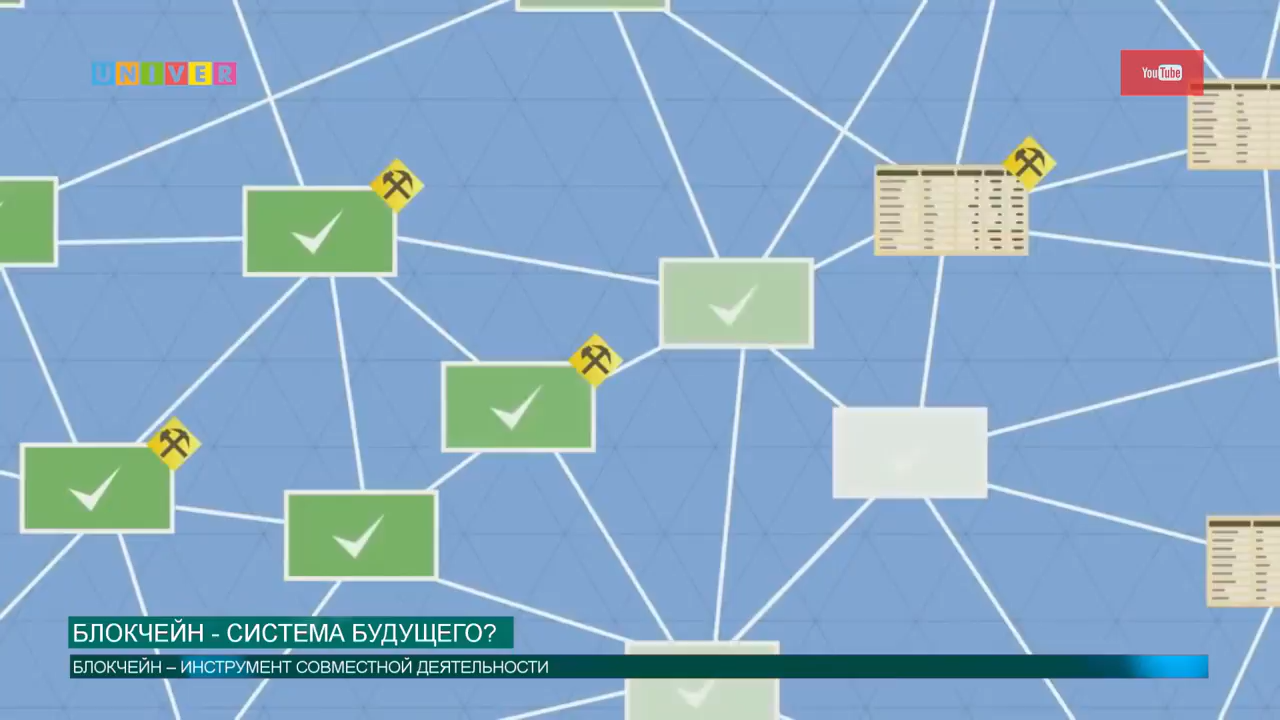 UNIVER
YouTube
БЛОКЧЕЙН - СИСТЕМА БУДУЩЕГО?
БЛОКЧЕЙН – ИНСТРУМЕНТ СОВМЕСТНОЙ ДЕЯТЕЛЬНОСТИ